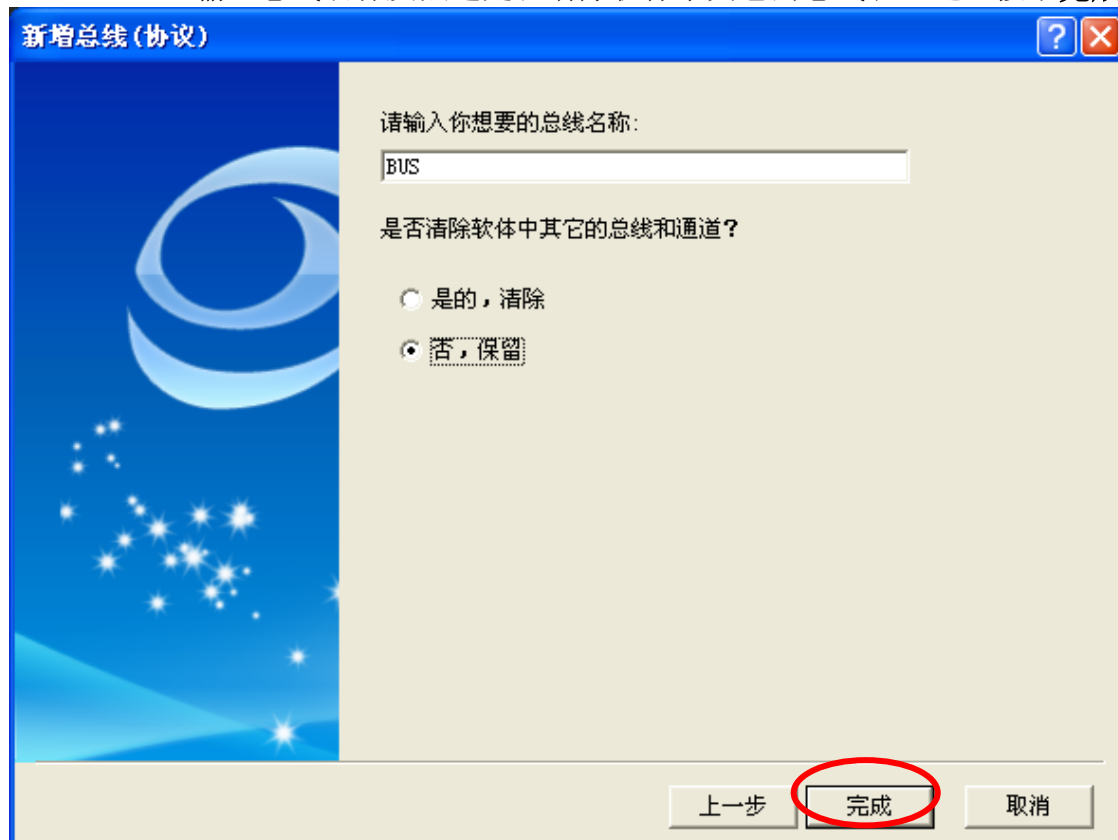 新增总线(协议)
请输入你想要的总线名称:
BUS
是否清除软体中其它的总线和通道?
是的,清除
否,保留
上一步 完成 取消